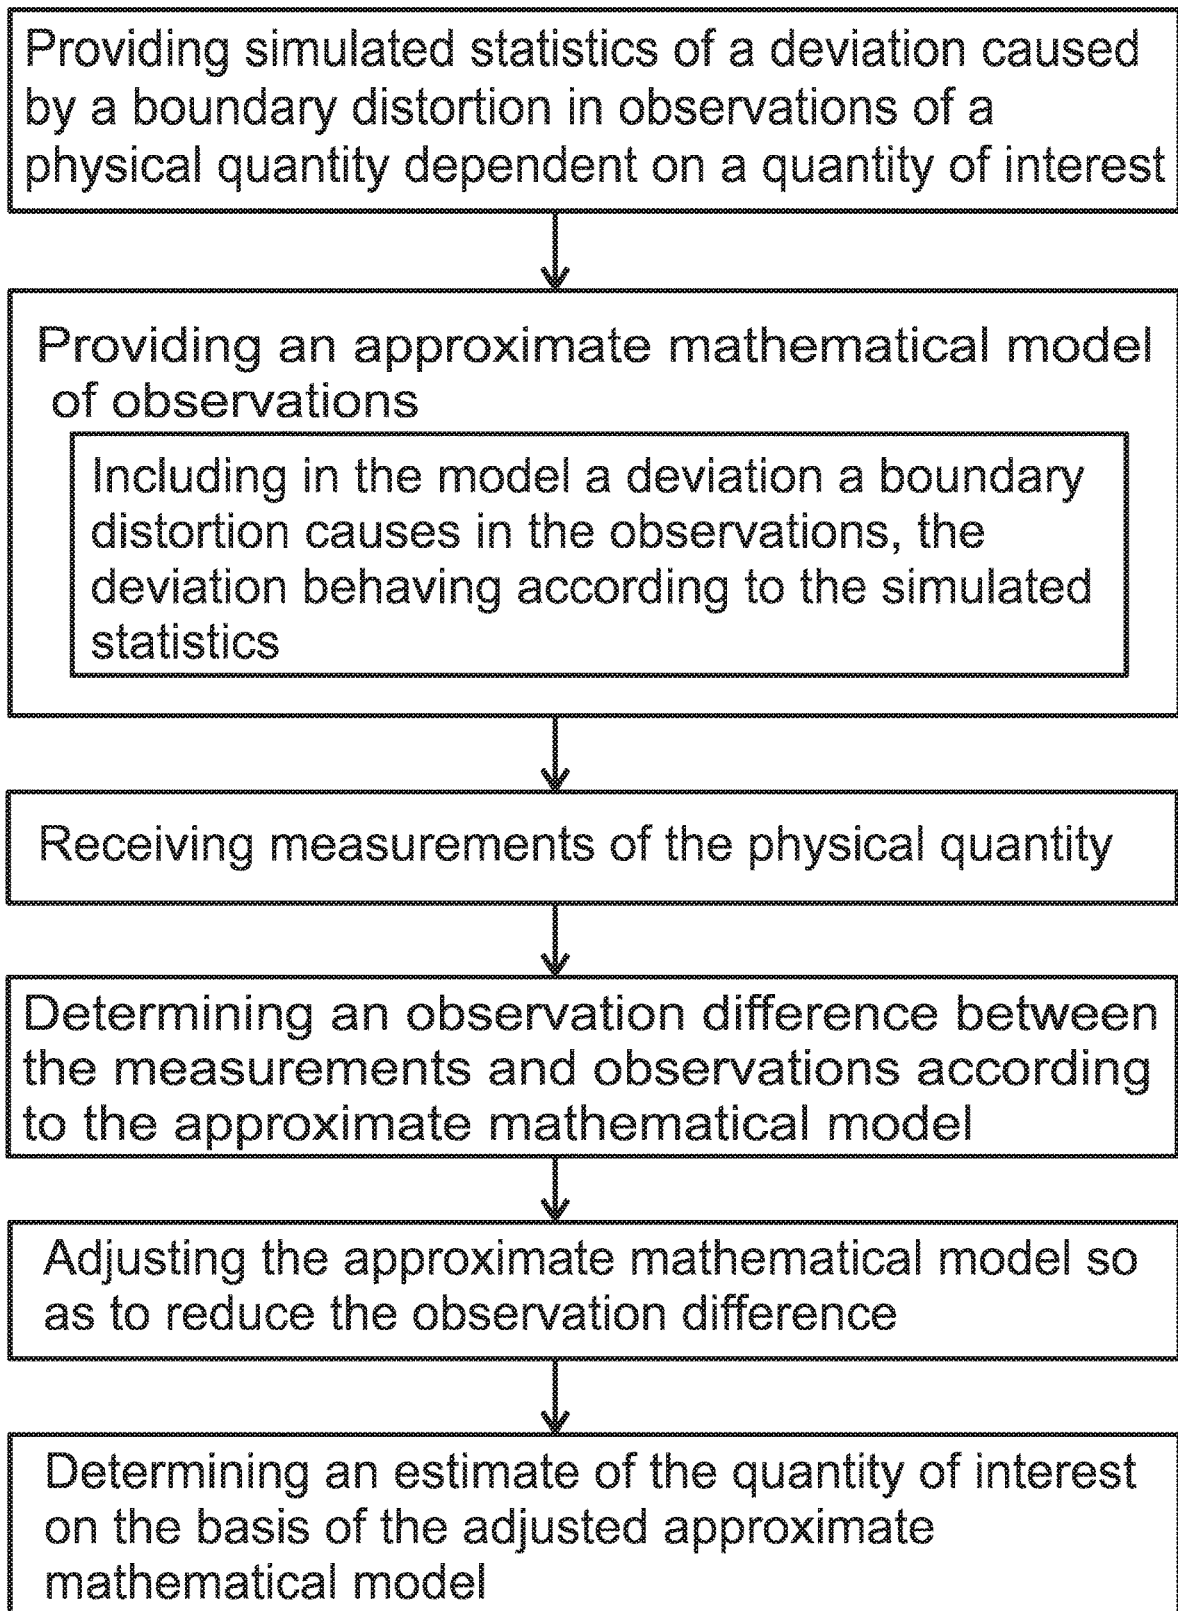 Providing simulated statistics of a deviation caused
by a boundary distortion in observations of a
physical quantity dependent on a quantity of interest
Providing an approximate mathematical model
of observations
Including in the model a deviation a boundary
distortion causes in the observations, the
deviation behaving according to the simulated
statistics
Receiving measurements of the physical quantity
Determining an observation difference between
the measurements and observations according
to the approximate mathematical model
Adjusting the approximate mathematical model so
as to reduce the observation difference
Determining an estimate of the quantity of interest
on the basis of the adjusted approximate
mathematical model